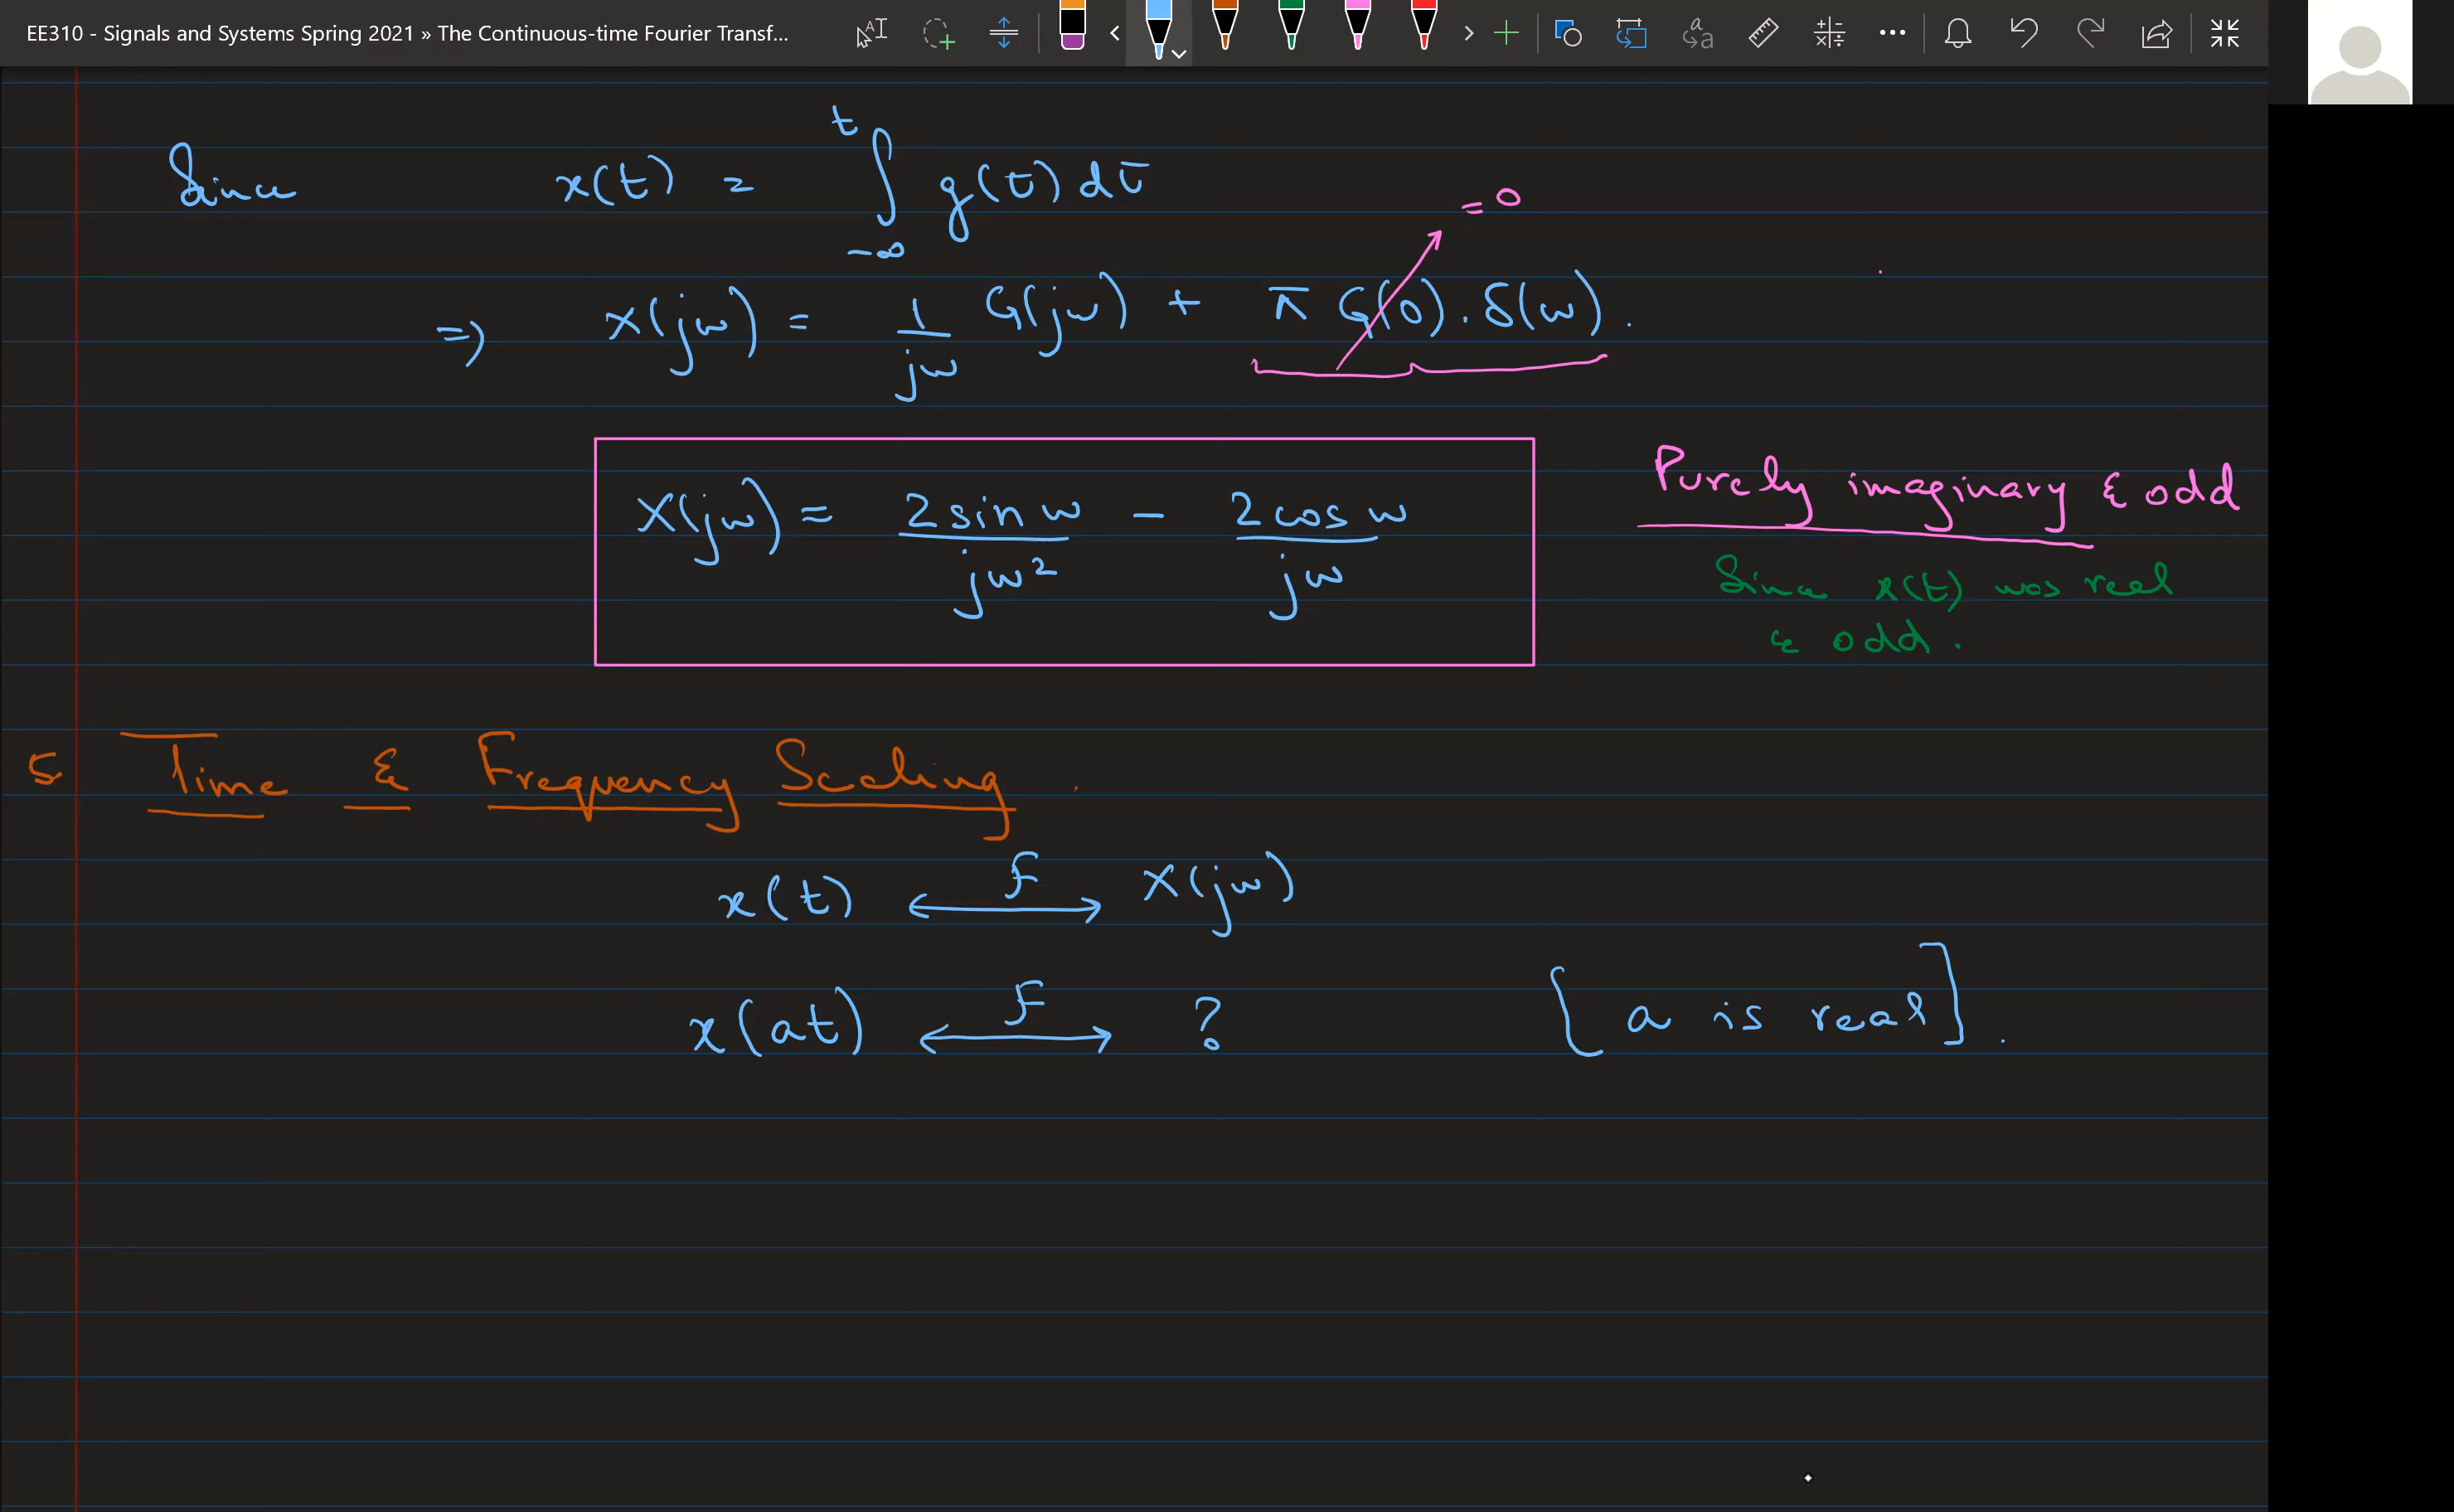 EE310 - Signals and Systems Spring 2021 » The Continuous-time Fourier Transf...
Since x(t) = ∫_{-∞}^{t} g(τ) dτ
= 0
⇒ X(jω) = 1/jω G(jω) + π G(0) . δ(ω) .
X(jω) = 2 sin ω / jω² − 2 cos ω / jω
Purely imaginary & odd
Since x(t) was real
& odd .
5 Time & Frequency Scaling .
x(t) ←F→ X(jω)
x(at) ←F→ ? [a is real] .